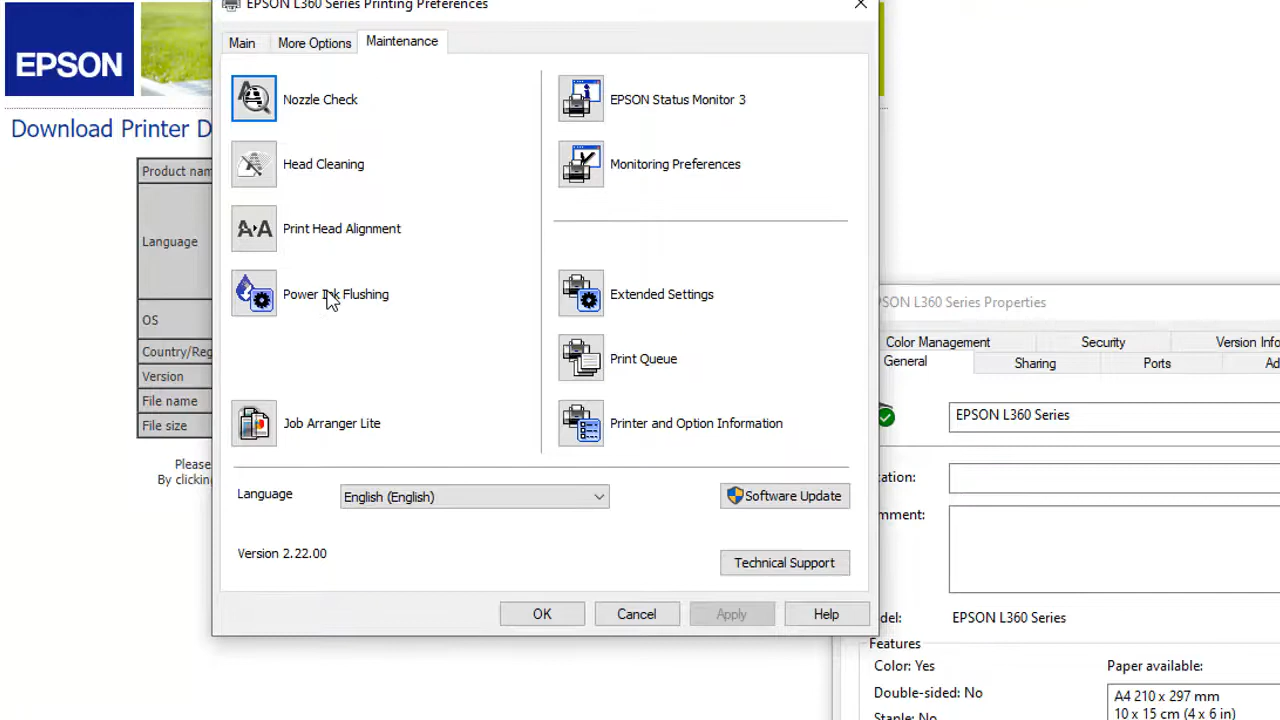 EPSON L360 Series Printing Preferences
EPSON
Download Printer D
Main
More Options
Maintenance
Nozzle Check
Head Cleaning
Print Head Alignment
Power Ink Flushing
Job Arranger Lite
EPSON Status Monitor 3
Monitoring Preferences
Extended Settings
Print Queue
Printer and Option Information
Language
English (English)
Software Update
Version 2.22.00
Technical Support
OK
Cancel
Apply
Help
Product nam
Language
OS
Country/Reg
Version
File name
File size
Please
By clicking
PSON L360 Series Properties
Color Management
Security
Version Info
General
Sharing
Ports
Ad
EPSON L360 Series
ation:
mment:
del:
EPSON L360 Series
Features
Color: Yes
Paper available:
Double-sided: No
A4 210 x 297 mm
Staple: No
10 x 15 cm (4 x 6 in)